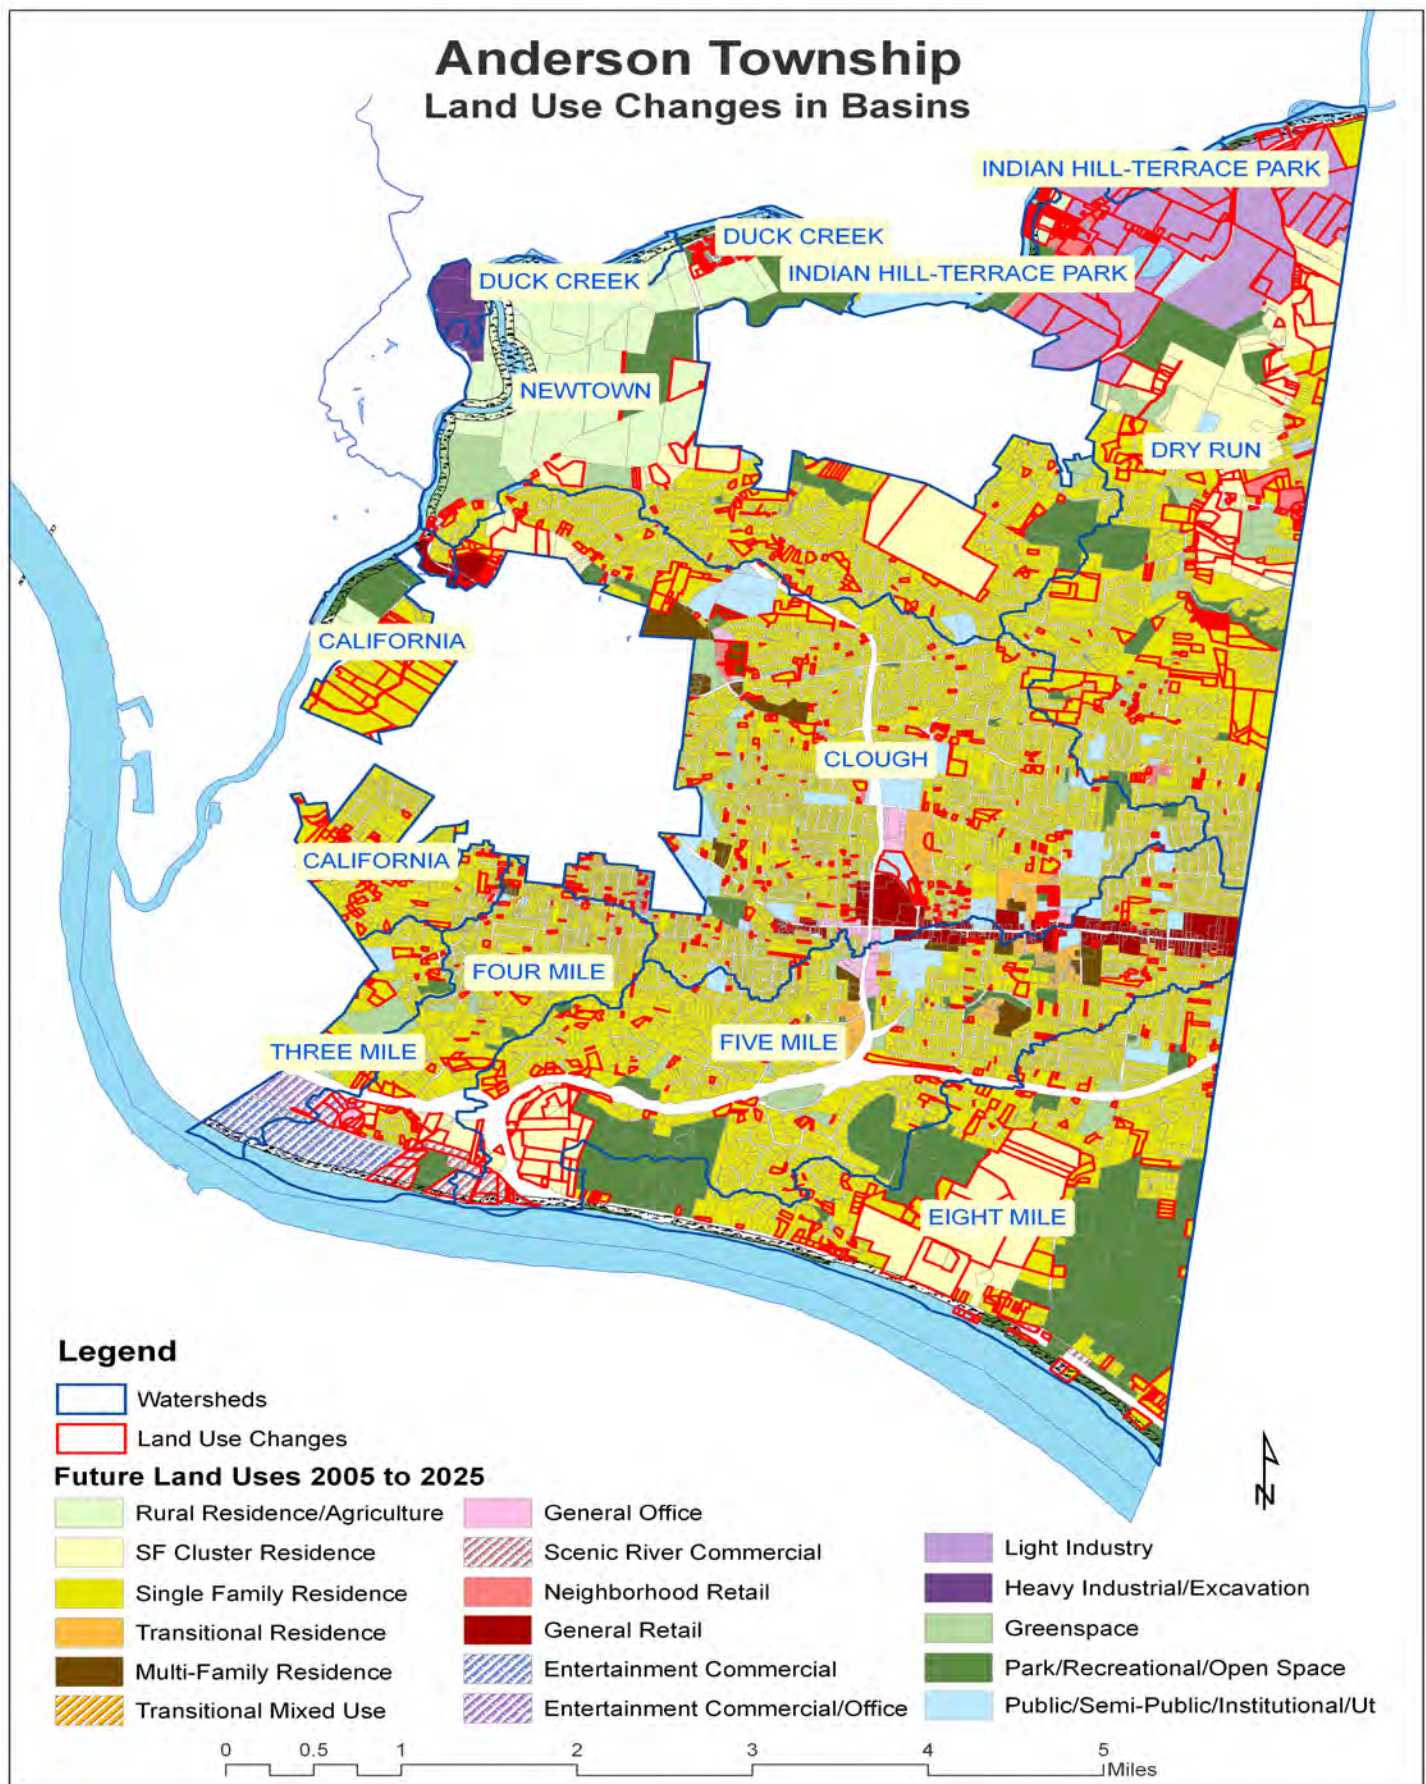 Anderson Township
Land Use Changes in Basins
INDIAN HILL-TERRACE PARK
DUCK CREEK
DUCK CREEK
INDIAN HILL-TERRACE PARK
NEWTOWN
DRY RUN
CALIFORNIA
CLOUGH
CALIFORNIA
FOUR MILE
THREE MILE
FIVE MILE
EIGHT MILE
Legend
Watersheds
Land Use Changes
Future Land Uses 2005 to 2025
Rural Residence/Agriculture
SF Cluster Residence
Single Family Residence
Transitional Residence
Multi-Family Residence
Transitional Mixed Use
General Office
Scenic River Commercial
Neighborhood Retail
General Retail
Entertainment Commercial
Entertainment Commercial/Office
Light Industry
Heavy Industrial/Excavation
Greenspace
Park/Recreational/Open Space
Public/Semi-Public/Institutional/Ut
N
0 0.5 1 2 3 4 5
Miles